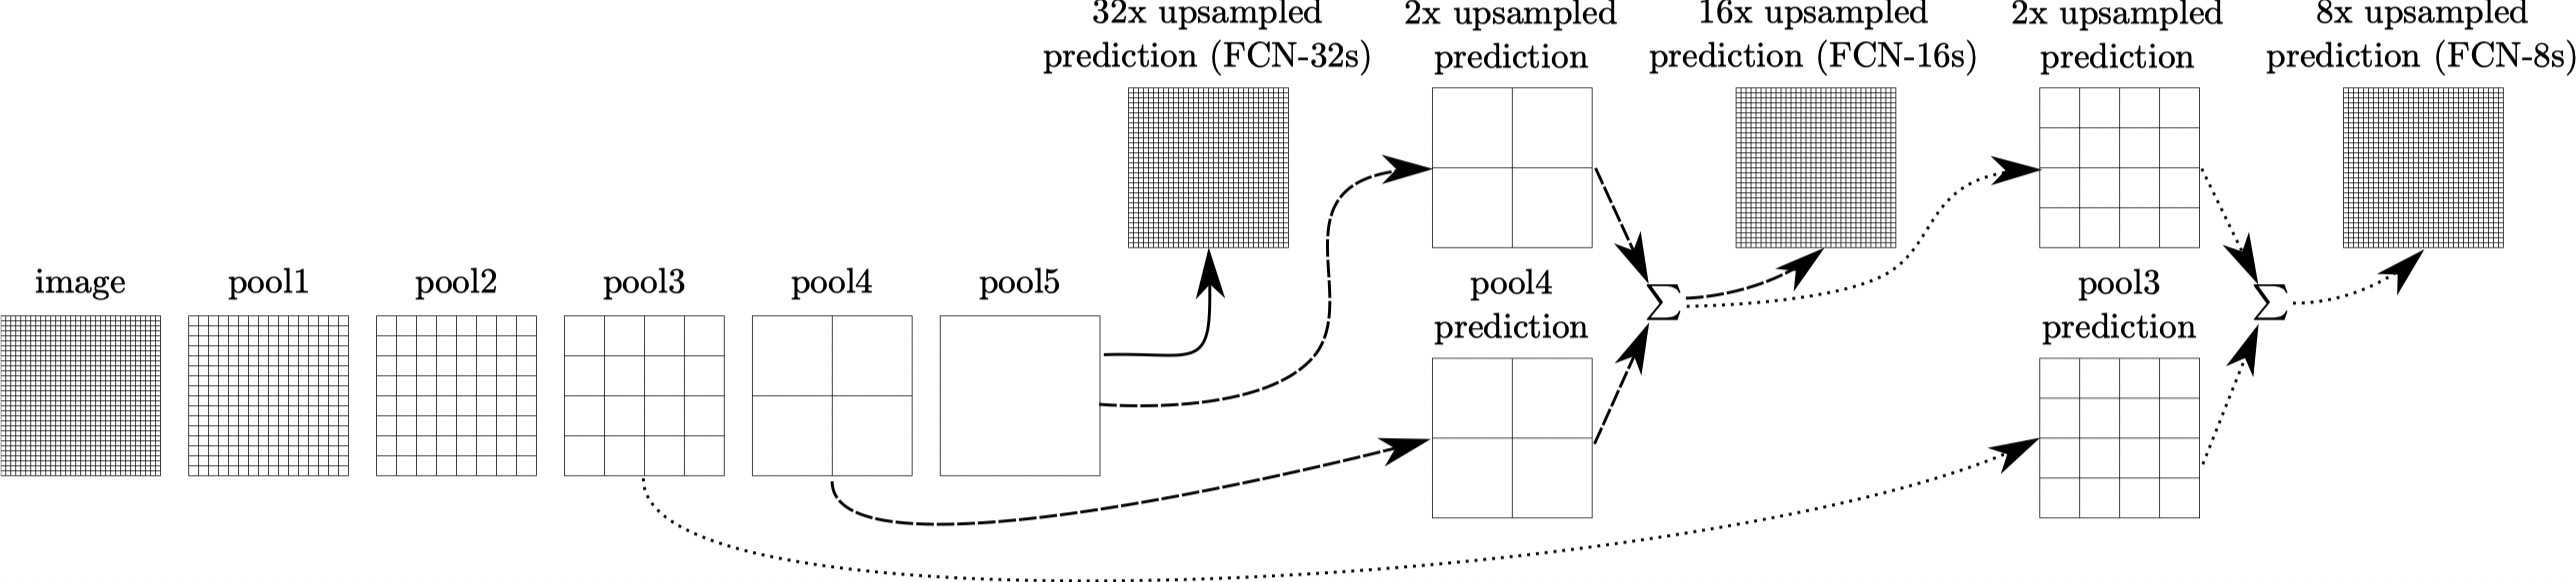 32x upsampled
prediction (FCN-32s)
2x upsampled
prediction
16x upsampled
prediction (FCN-16s)
2x upsampled
prediction
8x upsampled
prediction (FCN-8s)
image
pool1
pool2
pool3
pool4
pool5
pool4
prediction
Σ
pool3
prediction
Σ